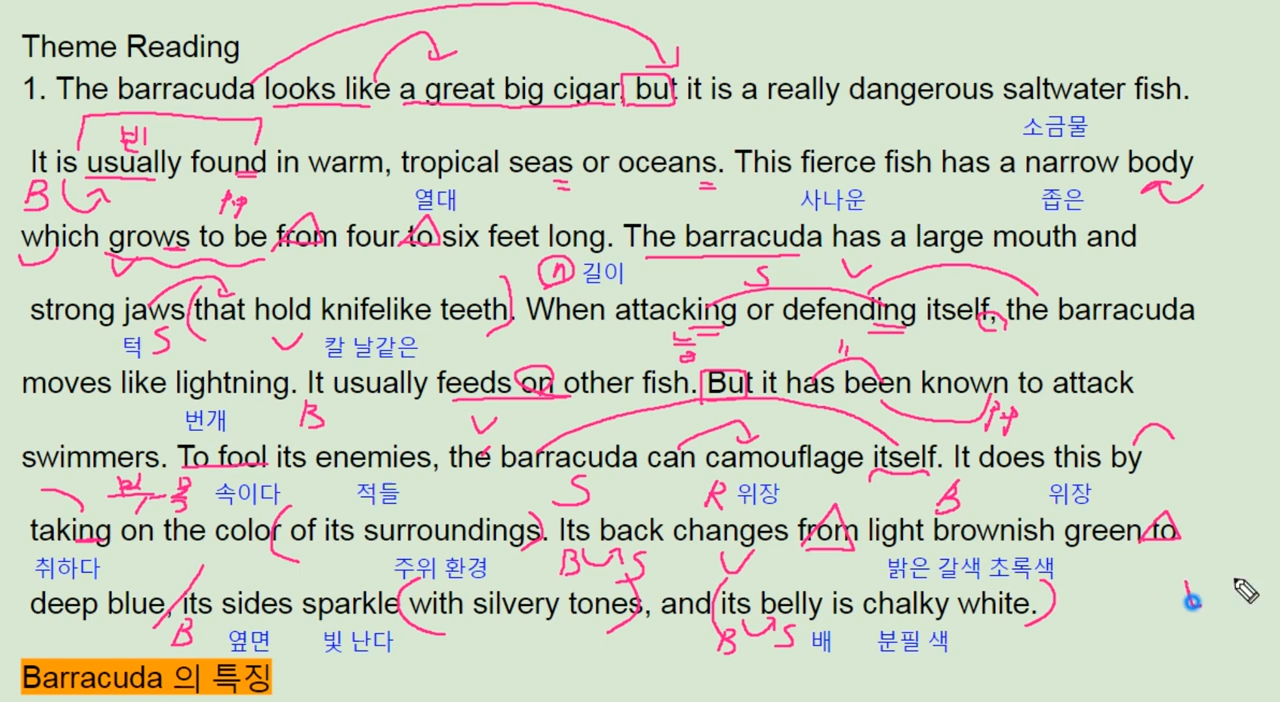 Theme Reading
1. The barracuda looks like a great big cigar, but it is a really dangerous saltwater fish.
소금물
빈
It is usually found in warm, tropical seas or oceans. This fierce fish has a narrow body
B p.p 열대 사나운 좁은
which grows to be from four to six feet long. The barracuda has a large mouth and
n 길이 S V
strong jaws that hold knifelike teeth. When attacking or defending itself, the barracuda
턱 S V 칼 날같은
moves like lightning. It usually feeds on other fish. But it has been known to attack
번개 B V p.p
swimmers. To fool its enemies, the barracuda can camouflage itself. It does this by
속이다 적들 S R 위장 B 위장
taking on the color of its surroundings. Its back changes from light brownish green to
취하다 주위 환경 B S V 밝은 갈색 초록색
deep blue, its sides sparkle with silvery tones, and its belly is chalky white.
B 옆면 빛 난다 B S 배 분필 색
Barracuda 의 특징